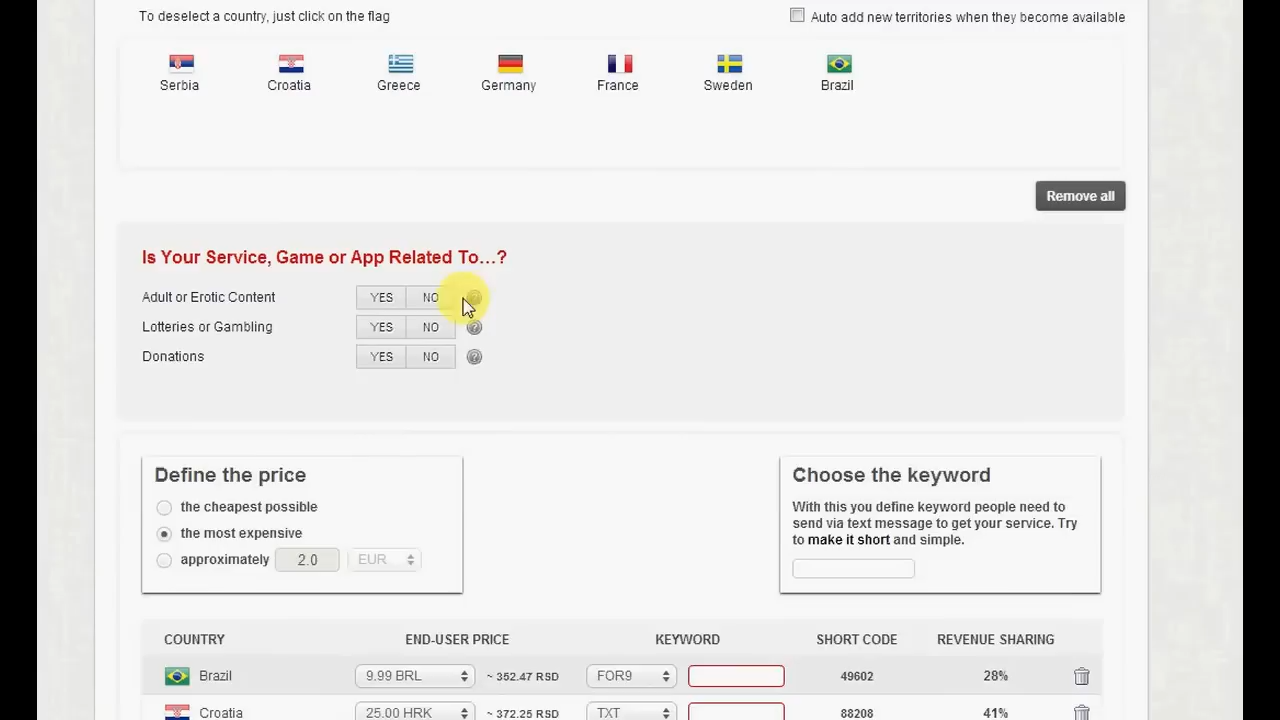 To deselect a country, just click on the flag
Auto add new territories when they become available
Serbia Croatia Greece Germany France Sweden Brazil
Remove all
Is Your Service, Game or App Related To...?
Adult or Erotic Content YES NO ?
Lotteries or Gambling YES NO ?
Donations YES NO ?
Define the price
the cheapest possible
the most expensive
approximately 2.0 EUR
Choose the keyword
With this you define keyword people need to
send via text message to get your service. Try
to make it short and simple.
COUNTRY END-USER PRICE KEYWORD SHORT CODE REVENUE SHARING
Brazil 9.99 BRL ~ 352.47 RSD FOR9 49602 28%
Croatia 25.00 HRK ~ 372.25 RSD TXT 88208 41%